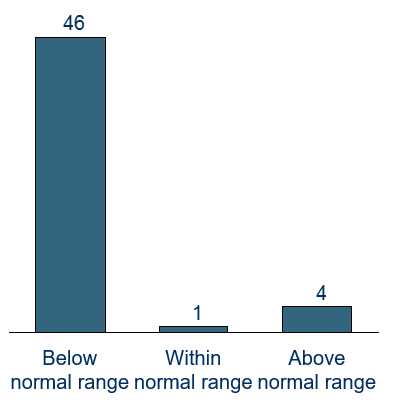 46
1
4
Below
normal range
Within
normal range
Above
normal range